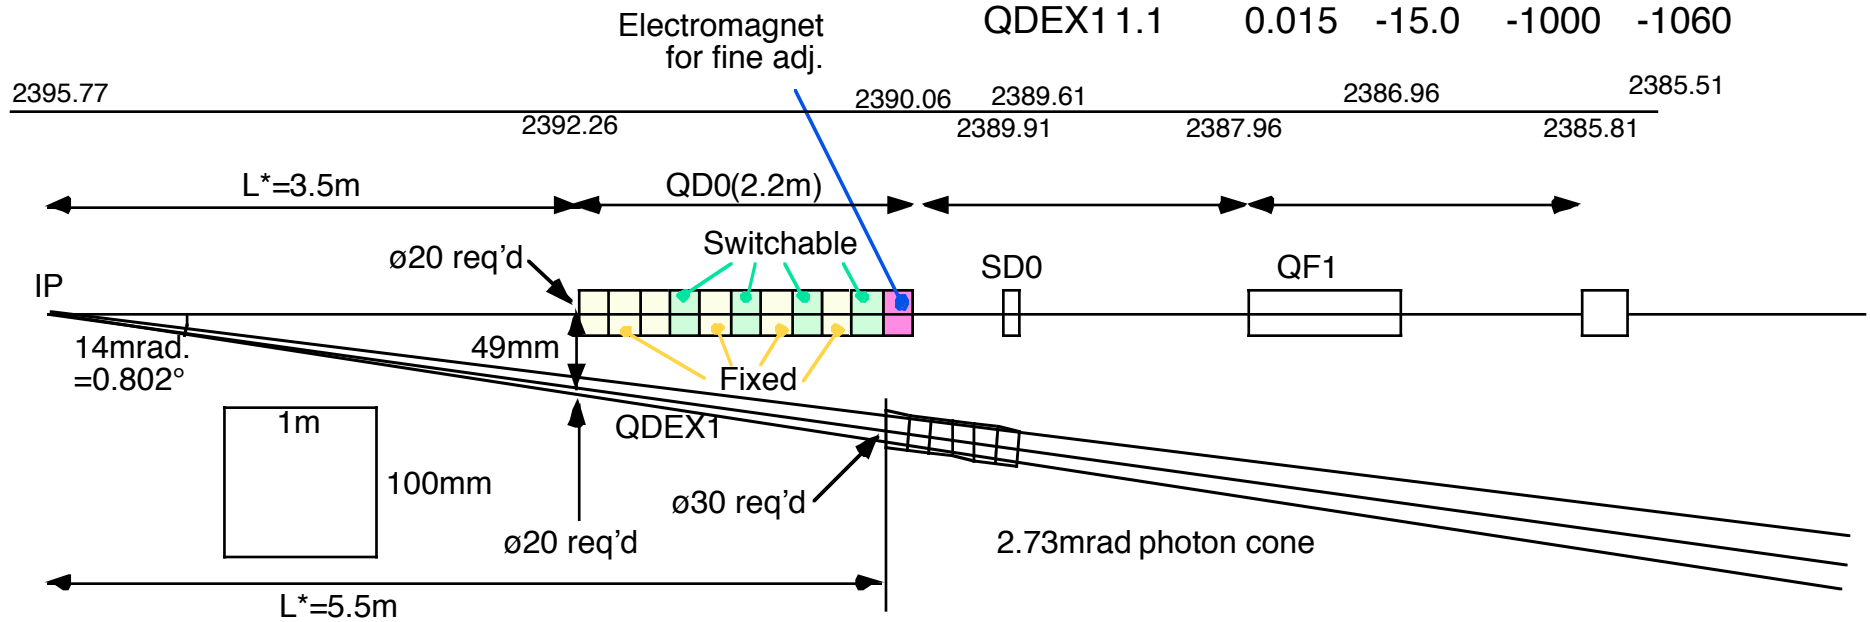 Electromagnet
for fine adj.
QDEX1 1.1 0.015 -15.0 -1000 -1060
2395.77
2392.26
2390.06
2389.91
2389.61
2387.96
2386.96
2385.81
2385.51
L*=3.5m
QD0(2.2m)
ø20 req'd
Switchable
SD0
QF1
IP
14mrad.
=0.802°
49mm
Fixed
QDEX1
1m
100mm
ø30 req'd
ø20 req'd
2.73mrad photon cone
L*=5.5m